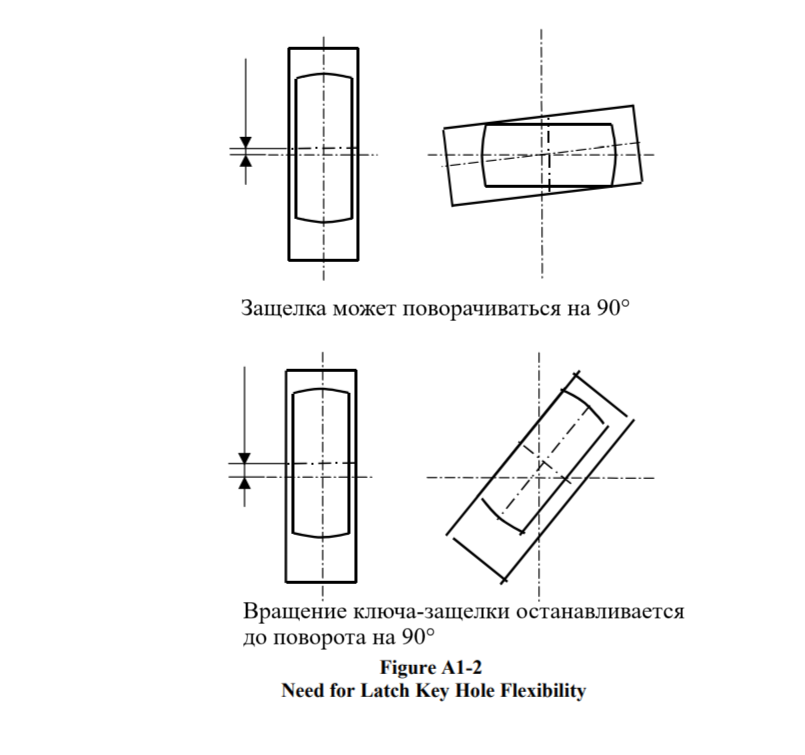 Защелка может поворачиваться на 90°
Вращение ключа-защелки останавливается
до поворота на 90°
Figure A1-2
Need for Latch Key Hole Flexibility